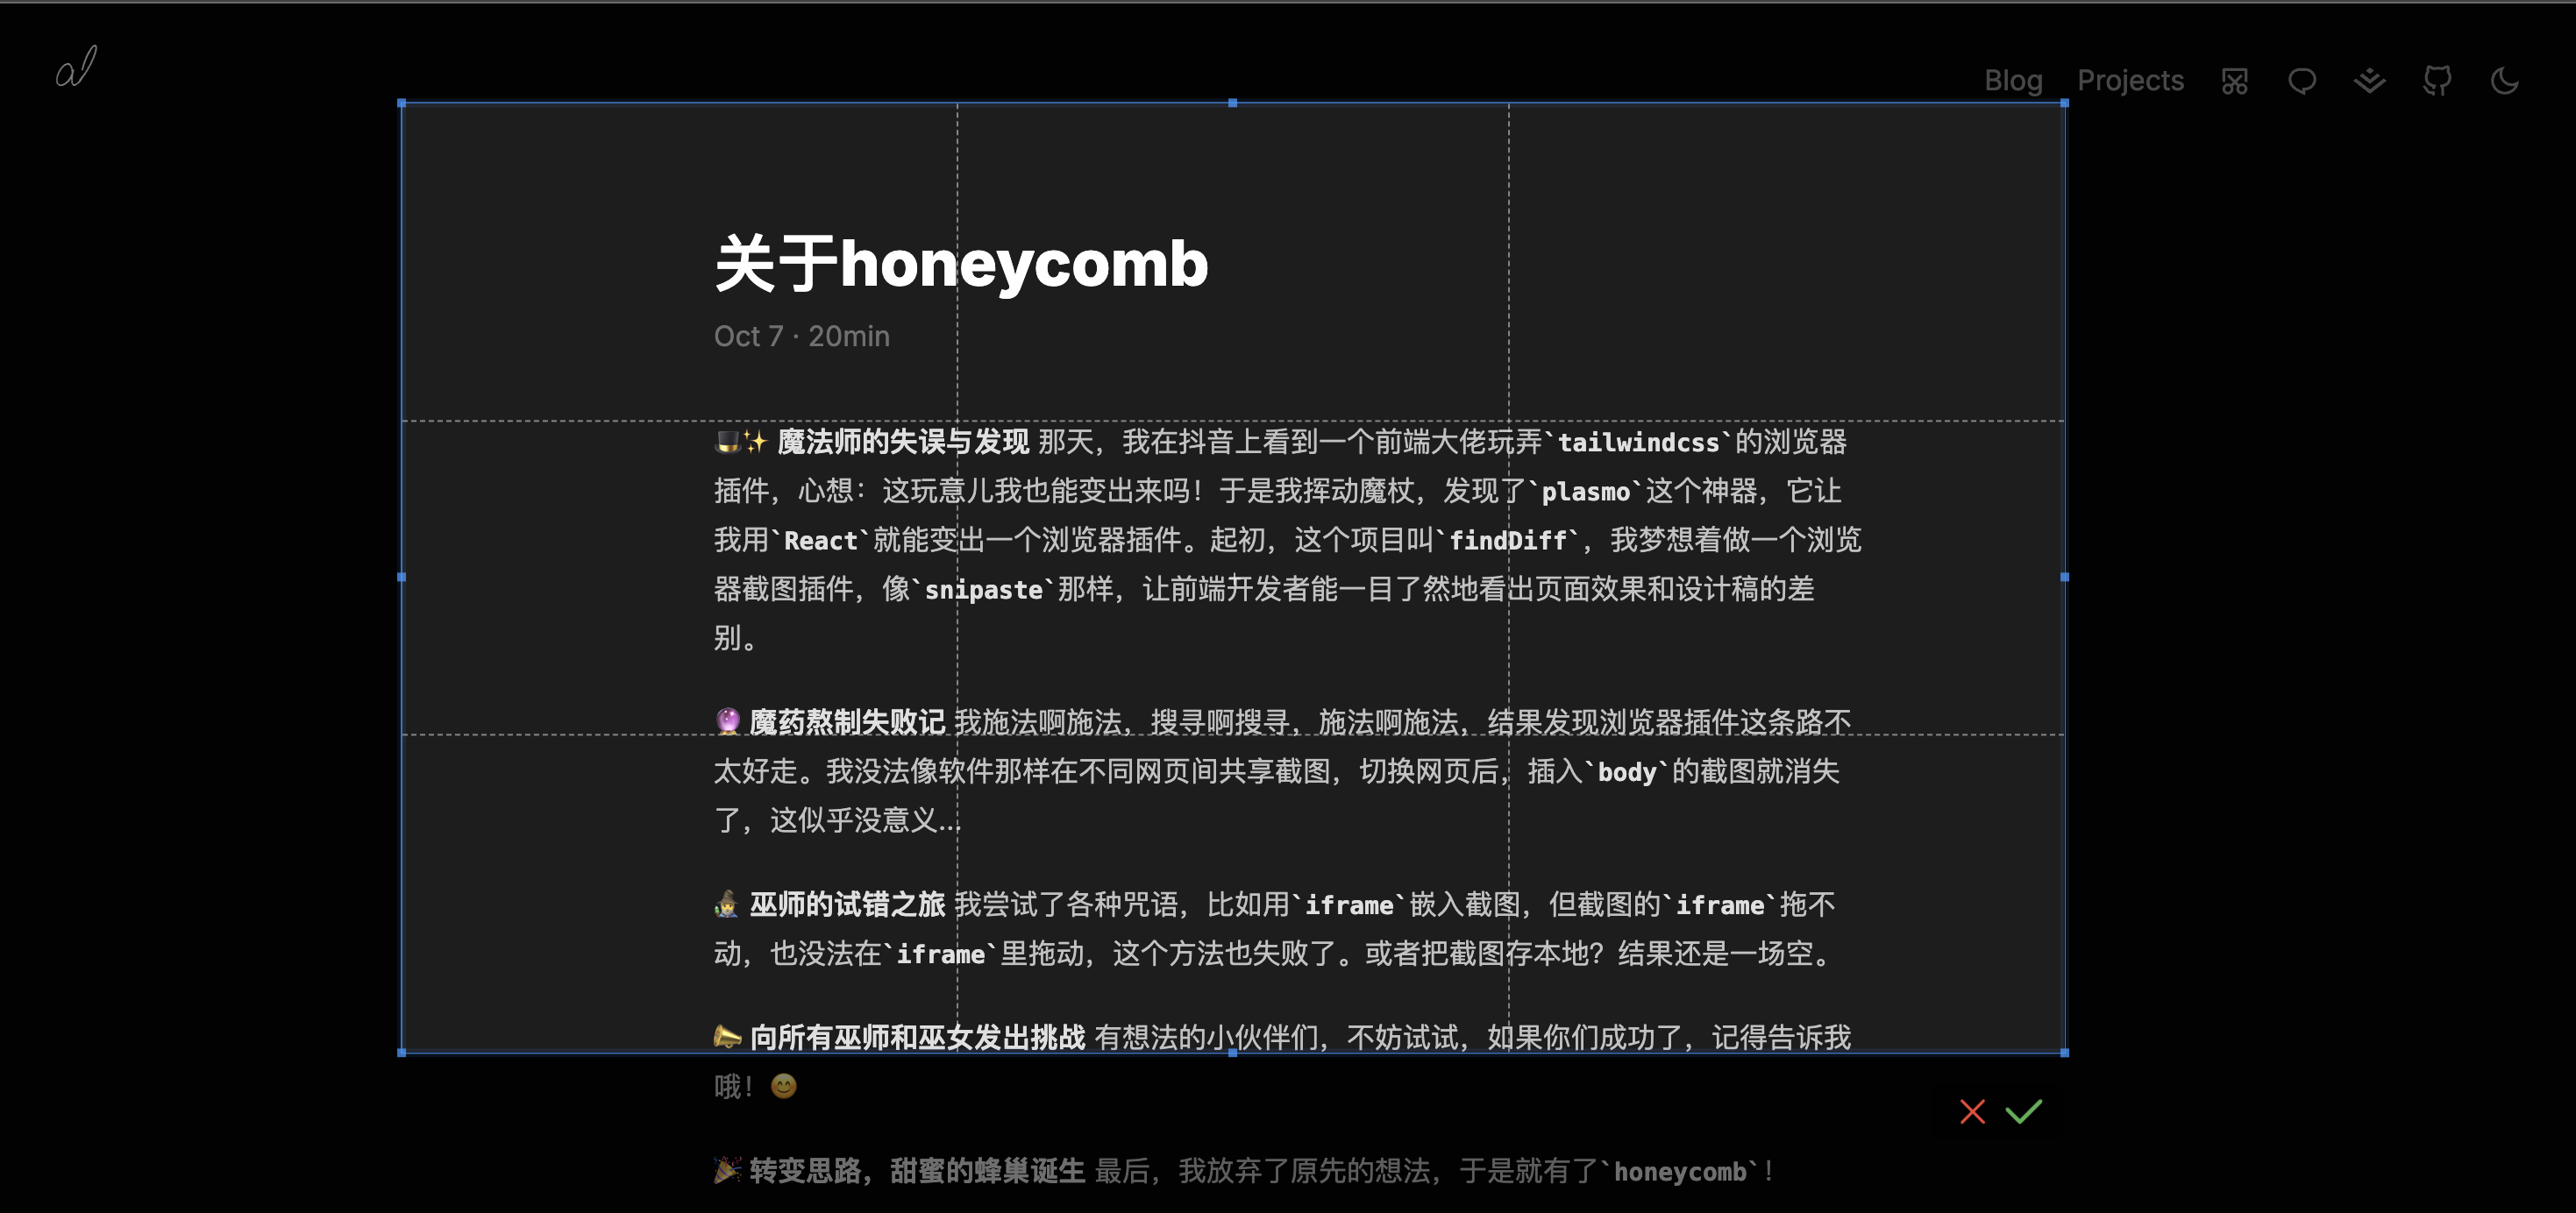 al
Blog Projects
关于honeycomb
Oct 7 · 20min
🎩✨ 魔法师的失误与发现 那天，我在抖音上看到一个前端大佬玩弄`tailwindcss`的浏览器
插件，心想：这玩意儿我也能变出来吗！于是我挥动魔杖，发现了`plasmo`这个神器，它让
我用`React`就能变出一个浏览器插件。起初，这个项目叫`findDiff`，我梦想着做一个浏览
器截图插件，像`snipaste`那样，让前端开发者能一目了然地看出页面效果和设计稿的差
别。
🔮 魔药熬制失败记 我施法啊施法，搜寻啊搜寻，施法啊施法，结果发现浏览器插件这条路不
太好走。我没法像软件那样在不同网页间共享截图，切换网页后，插入`body`的截图就消失
了，这似乎没意义...
🧙‍♂️ 巫师的试错之旅 我尝试了各种咒语，比如用`iframe`嵌入截图，但截图的`iframe`拖不
动，也没法在`iframe`里拖动，这个方法也失败了。或者把截图存本地？结果还是一场空。
📯 向所有巫师和巫女发出挑战 有想法的小伙伴们，不妨试试，如果你们成功了，记得告诉我
哦！😊
🎉 转变思路，甜蜜的蜂巢诞生 最后，我放弃了原先的想法，于是就有了`honeycomb`！